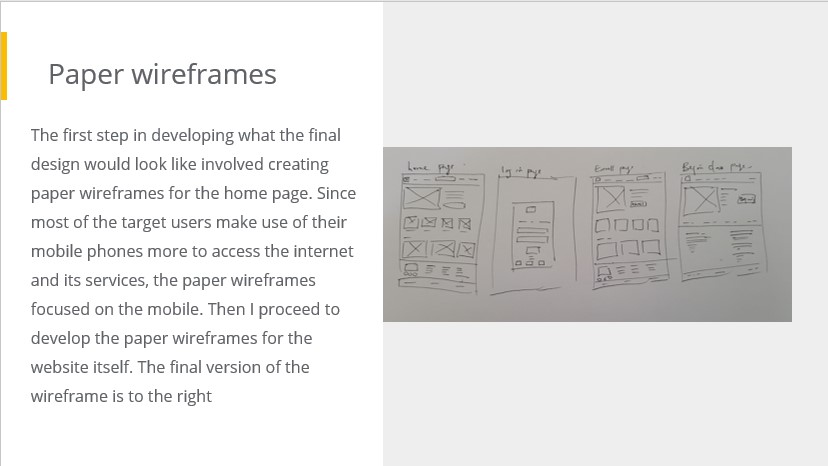 Paper wireframes
The first step in developing what the final
design would look like involved creating
paper wireframes for the home page. Since
most of the target users make use of their
mobile phones more to access the internet
and its services, the paper wireframes
focused on the mobile. Then I proceed to
develop the paper wireframes for the
website itself. The final version of the
wireframe is to the right
home page
log in page
page
page